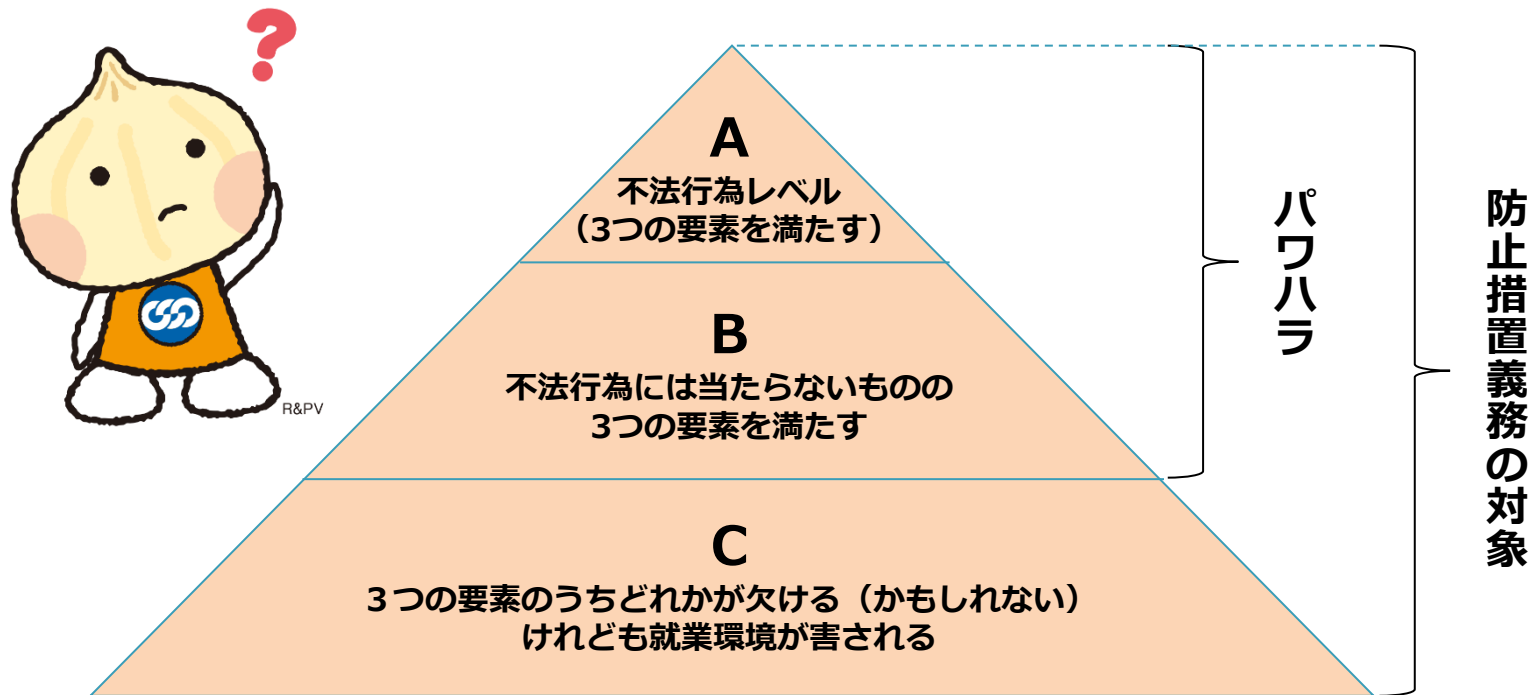 ?
A
不法行為レベル
（3つの要素を満たす）
B
不法行為には当たらないものの
3つの要素を満たす
C
３つの要素のうちどれかが欠ける（かもしれない）
けれども就業環境が害される
パワハラ
防止措置義務の対象
R&PV